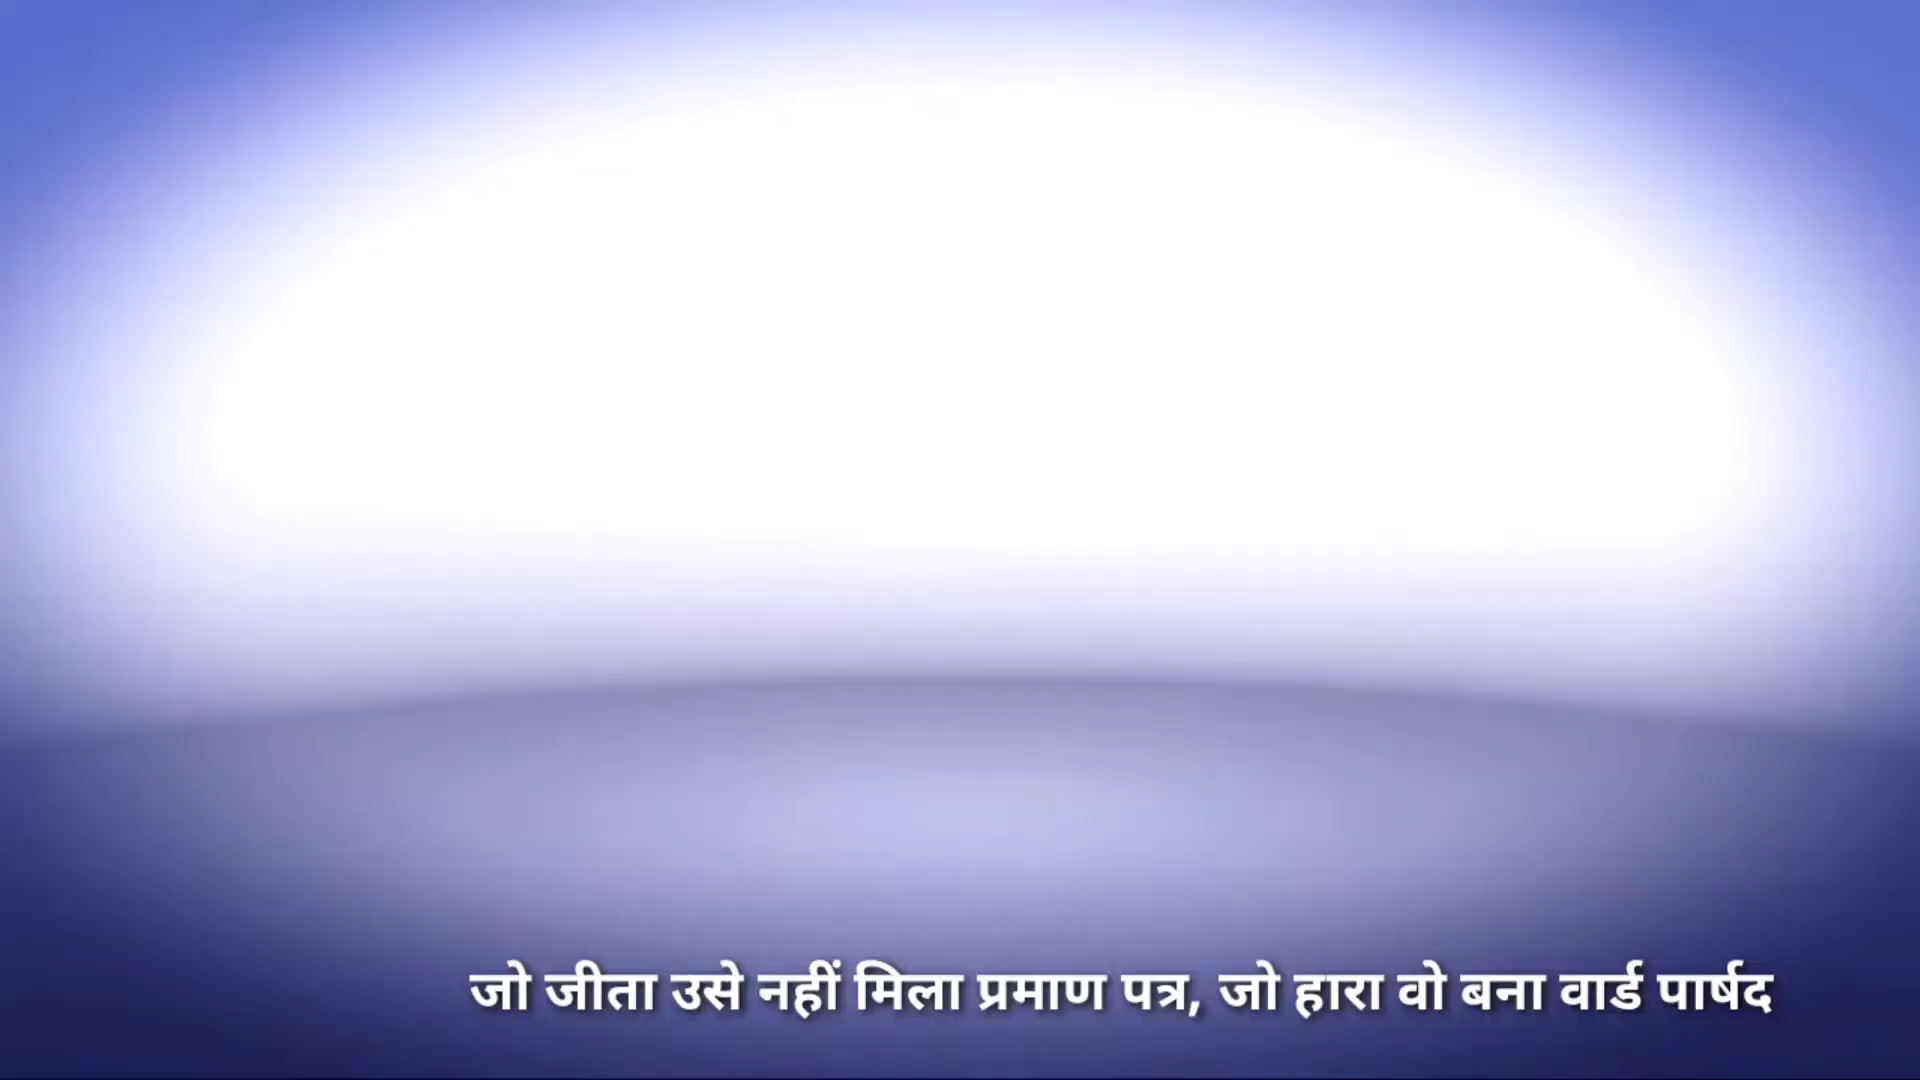 जो जीता उसे नहीं मिला प्रमाण पत्र, जो हारा वो बना वार्ड पार्षद